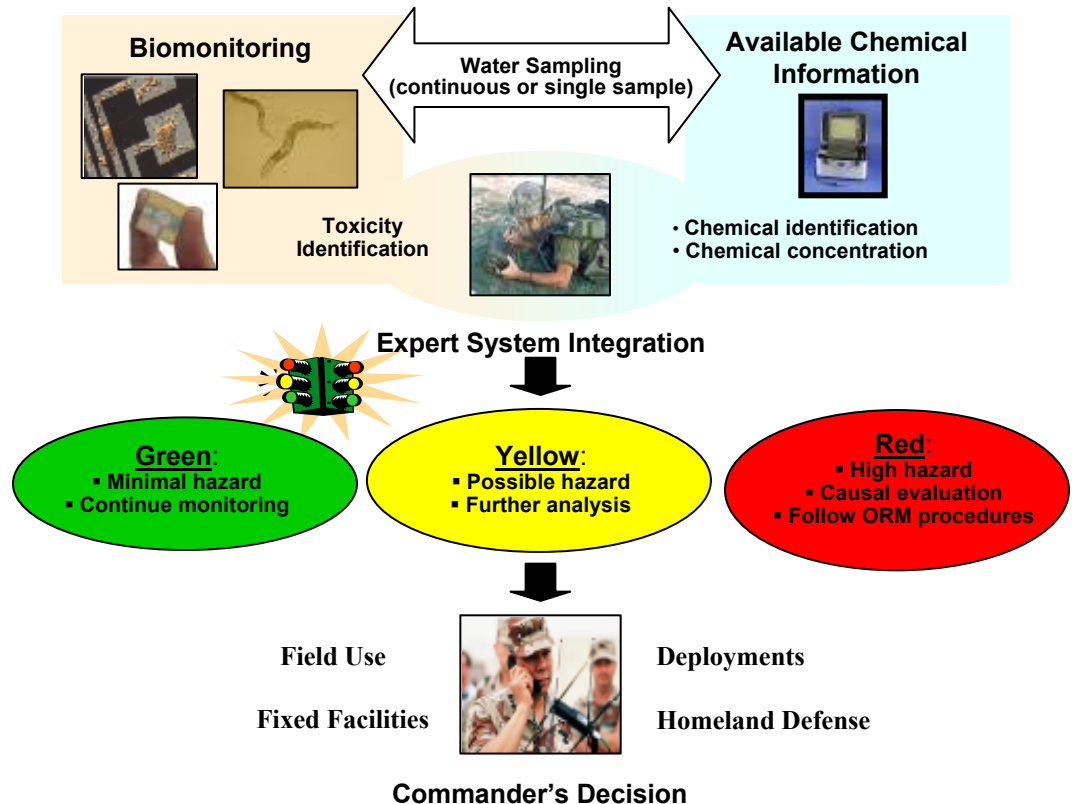 Biomonitoring
Water Sampling
(continuous or single sample)
Available Chemical
Information
Toxicity
Identification
• Chemical identification
• Chemical concentration
Expert System Integration
Green:
▪ Minimal hazard
▪ Continue monitoring
Yellow:
▪ Possible hazard
▪ Further analysis
Red:
▪ High hazard
▪ Causal evaluation
▪ Follow ORM procedures
Field Use
Deployments
Fixed Facilities
Homeland Defense
Commander’s Decision